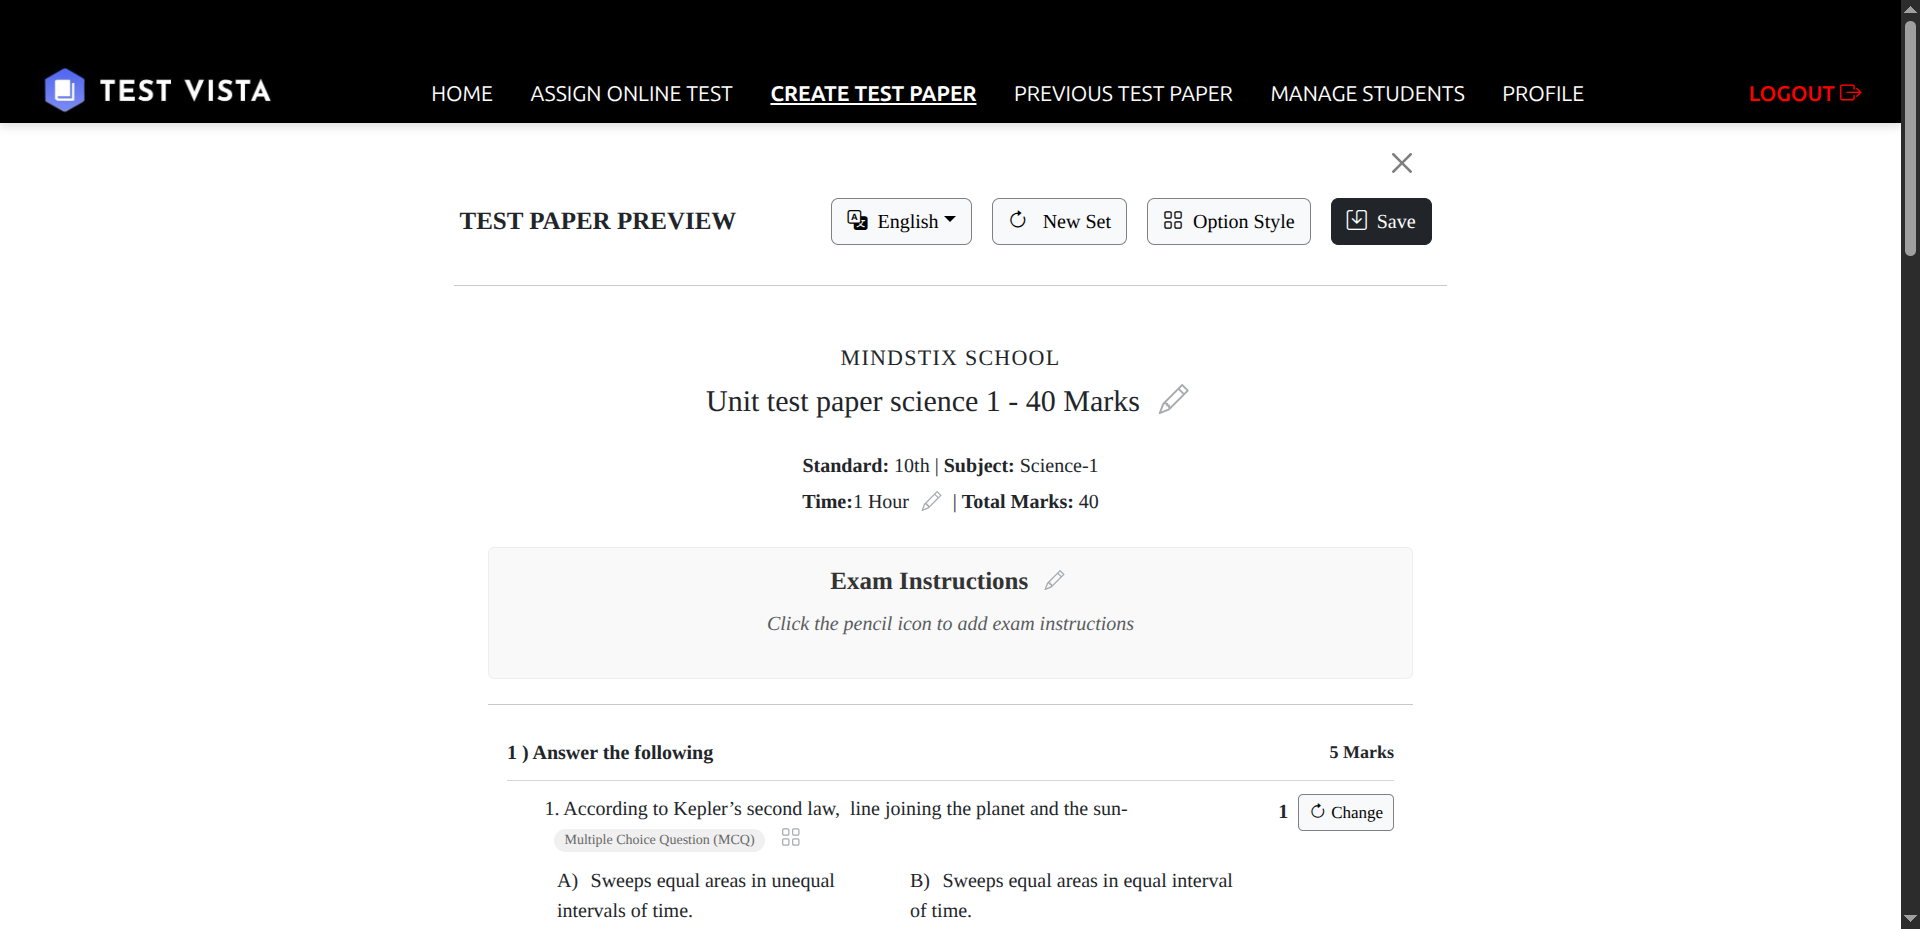 TEST VISTA
HOME ASSIGN ONLINE TEST CREATE TEST PAPER PREVIOUS TEST PAPER MANAGE STUDENTS PROFILE LOGOUT
TEST PAPER PREVIEW English New Set Option Style Save
MINDSTIX SCHOOL
Unit test paper science 1 - 40 Marks
Standard: 10th | Subject: Science-1
Time:1 Hour | Total Marks: 40
Exam Instructions
Click the pencil icon to add exam instructions
1 ) Answer the following 5 Marks
1. According to Kepler’s second law,  line joining the planet and the sun- 1 Change
Multiple Choice Question (MCQ)
A) Sweeps equal areas in unequal intervals of time.
B) Sweeps equal areas in equal interval of time.